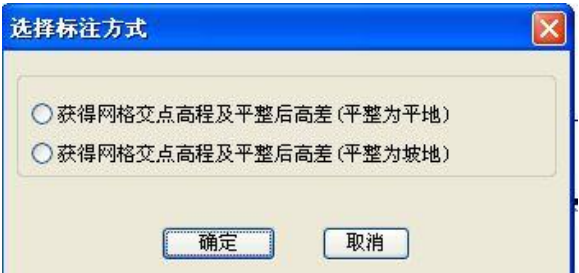 选择标注方式
获得网格交点高程及平整后高差(平整为平地)
获得网格交点高程及平整后高差(平整为坡地)
确定 取消